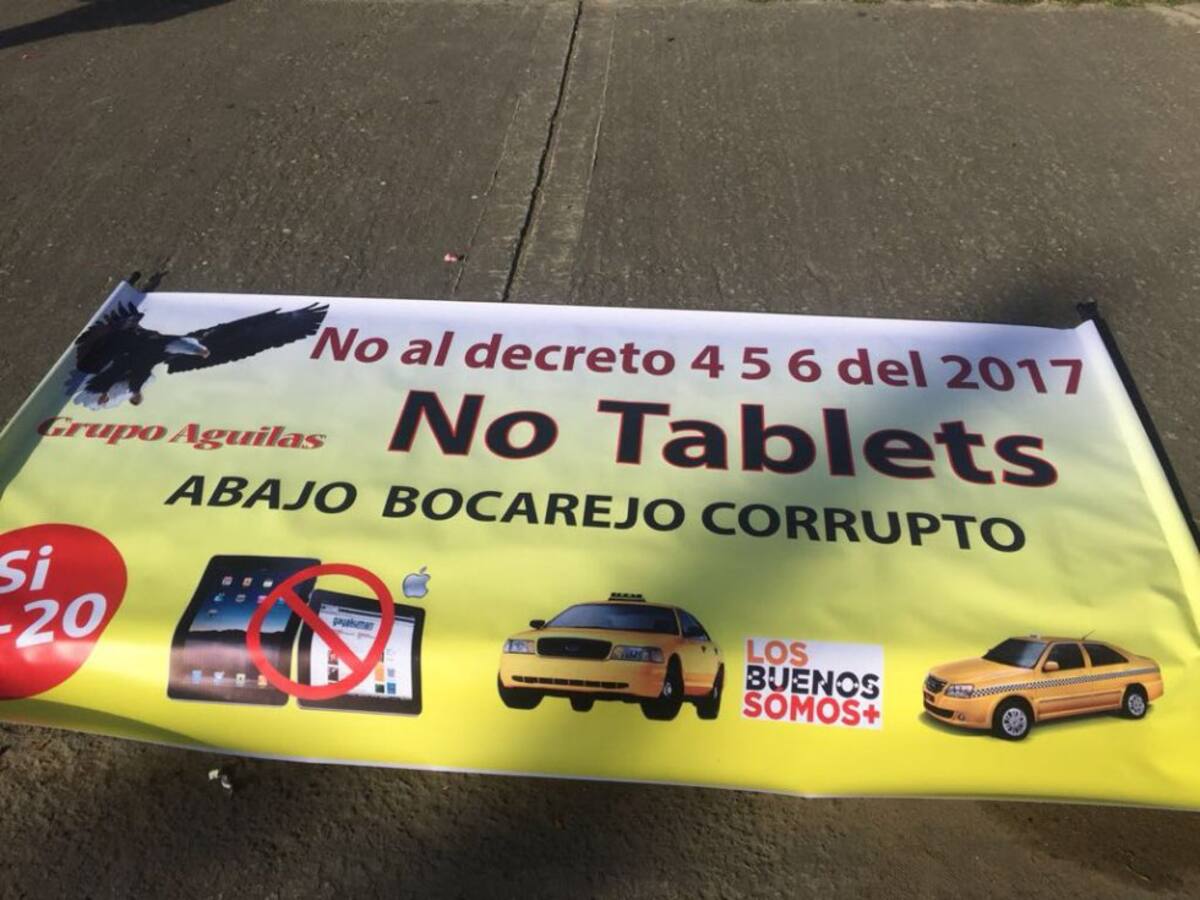 No al decreto 4 5 6 del 2017
Grupo Aguilas
No Tablets
ABAJO BOCAREJO CORRUPTO
Si
-20
LOS
BUENOS
SOMOS+